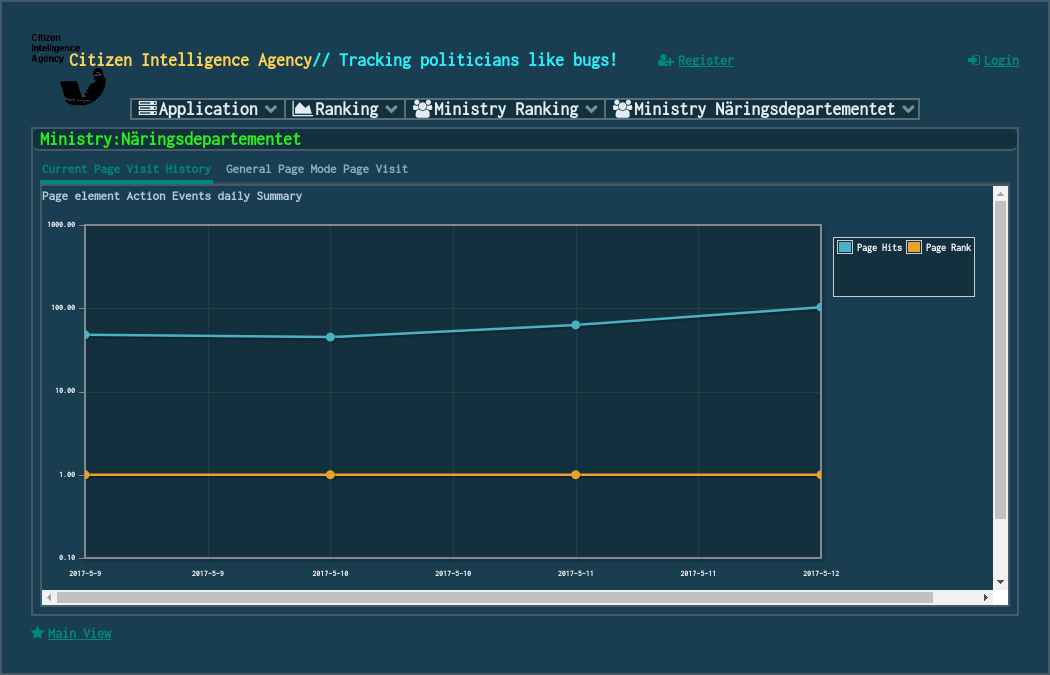 Citizen
Intelligence
Agency
Citizen Intelligence Agency// Tracking politicians like bugs!
Register
Login
Application
Ranking
Ministry Ranking
Ministry Näringsdepartementet
Ministry:Näringsdepartementet
Current Page Visit History
General Page Mode Page Visit
Page element Action Events daily Summary
1000.00
100.00
10.00
1.00
0.10
2017-5-9
2017-5-9
2017-5-10
2017-5-10
2017-5-11
2017-5-11
2017-5-12
Page Hits
Page Rank
Main View